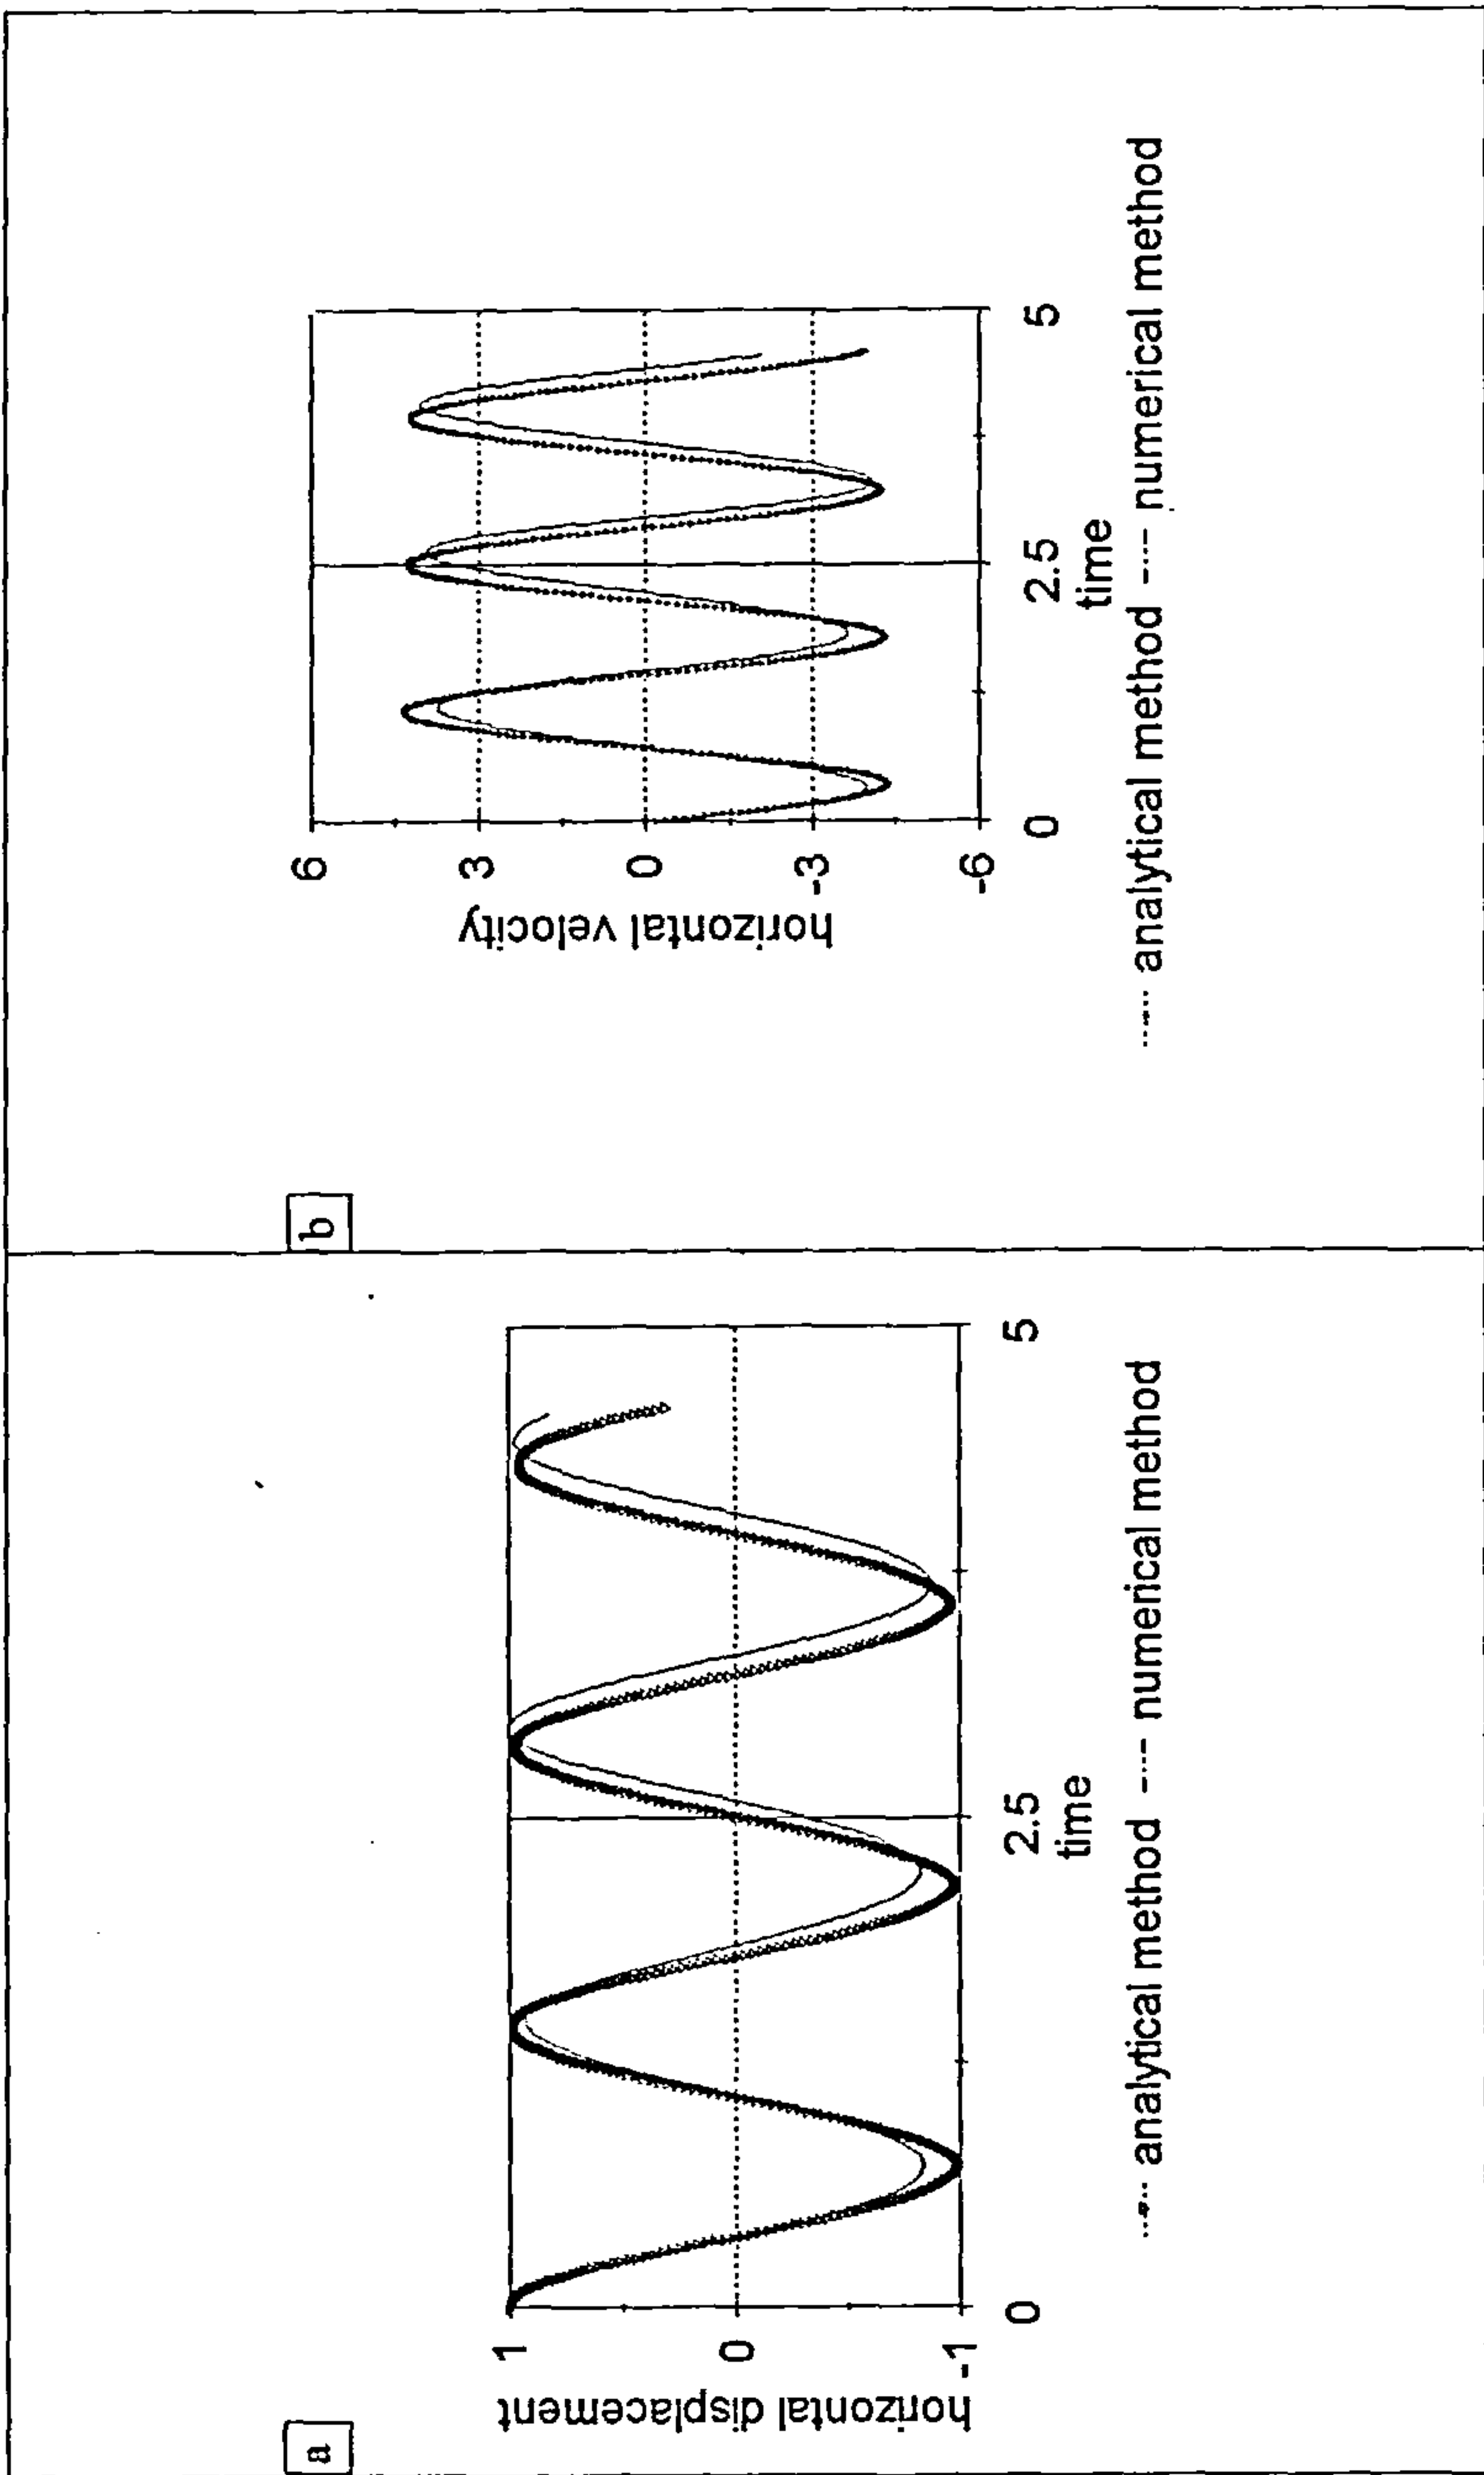 a
horizontal displacement
1
0
-1
0
2.5
5
time
analytical method
numerical method
b
horizontal velocity
6
3
0
-3
-6
0
2.5
5
time
analytical method
numerical method